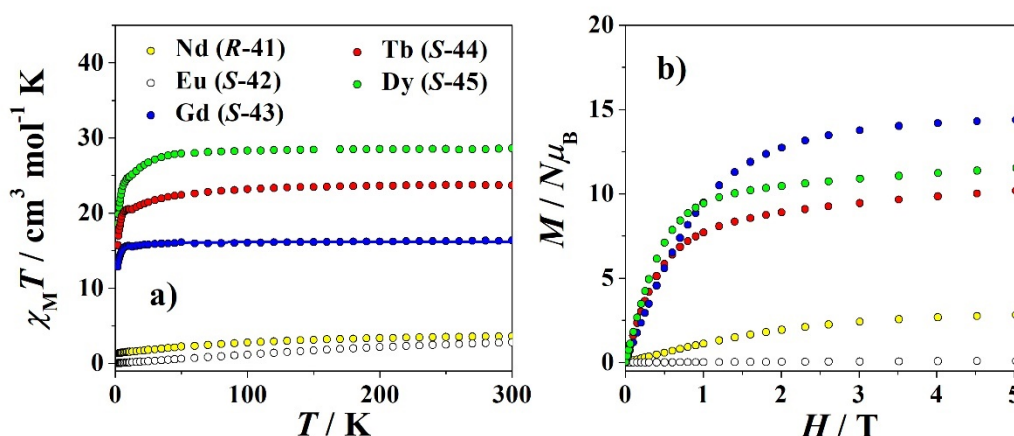 40
30
20
10
0
χMT / cm³ mol⁻¹ K
Nd (R-41)
Eu (S-42)
Gd (S-43)
Tb (S-44)
Dy (S-45)
a)
0 100 200 300
T / K
20
15
10
5
0
M / NμB
b)
0 1 2 3 4 5
H / T